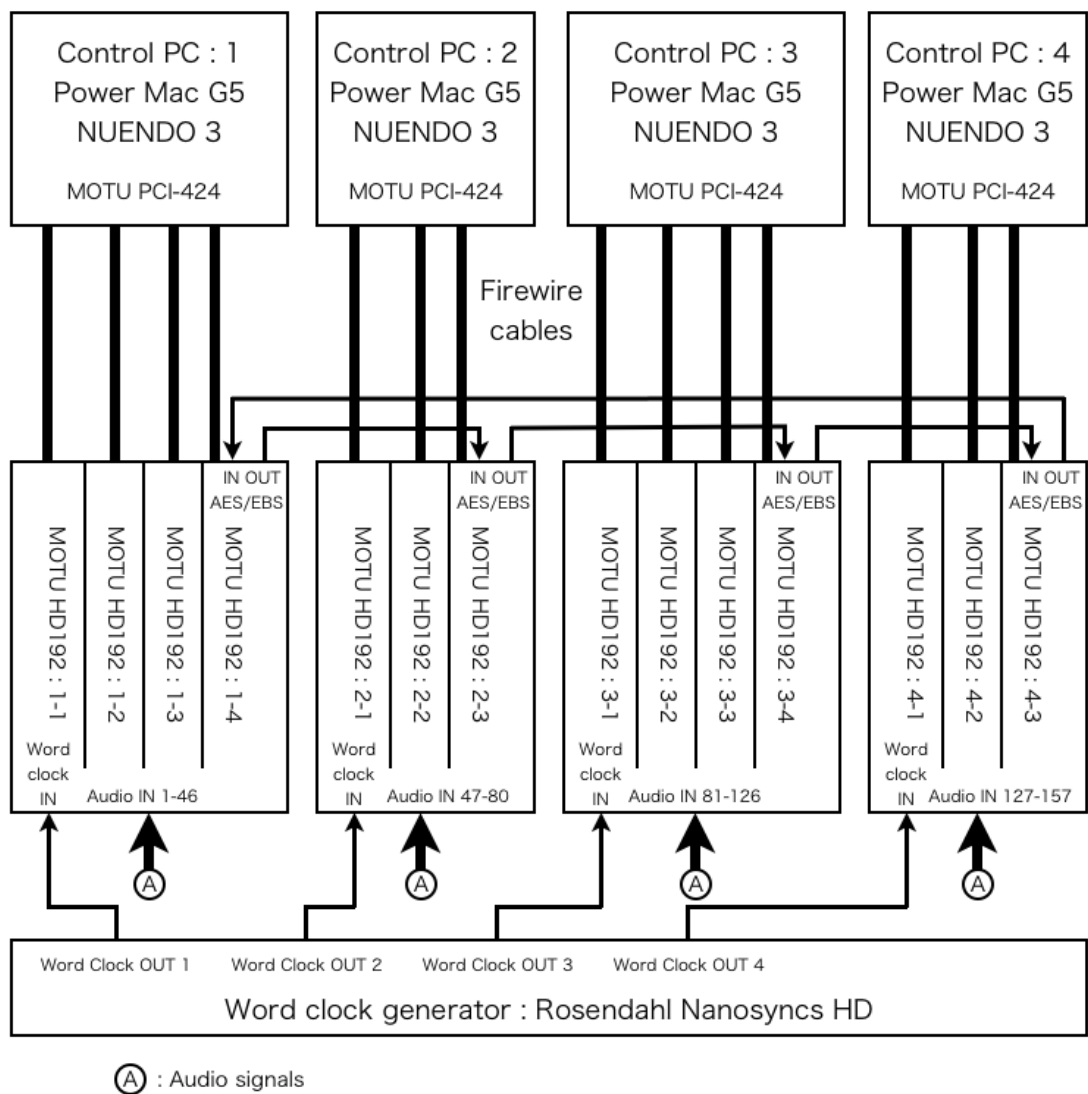 Control PC : 1
Power Mac G5
NUENDO 3
MOTU PCI-424
Control PC : 2
Power Mac G5
NUENDO 3
MOTU PCI-424
Control PC : 3
Power Mac G5
NUENDO 3
MOTU PCI-424
Control PC : 4
Power Mac G5
NUENDO 3
MOTU PCI-424
Firewire
cables
IN OUT
AES/EBS
MOTU HD192 : 1-1
MOTU HD192 : 1-2
MOTU HD192 : 1-3
MOTU HD192 : 1-4
Word
clock
IN
Audio IN 1-46
IN OUT
AES/EBS
MOTU HD192 : 2-1
MOTU HD192 : 2-2
MOTU HD192 : 2-3
Word
clock
IN
Audio IN 47-80
IN OUT
AES/EBS
MOTU HD192 : 3-1
MOTU HD192 : 3-2
MOTU HD192 : 3-3
MOTU HD192 : 3-4
Word
clock
IN
Audio IN 81-126
IN OUT
AES/EBS
MOTU HD192 : 4-1
MOTU HD192 : 4-2
MOTU HD192 : 4-3
Word
clock
IN
Audio IN 127-157
A
A
A
A
Word Clock OUT 1
Word Clock OUT 2
Word Clock OUT 3
Word Clock OUT 4
Word clock generator : Rosendahl Nanosyncs HD
A : Audio signals